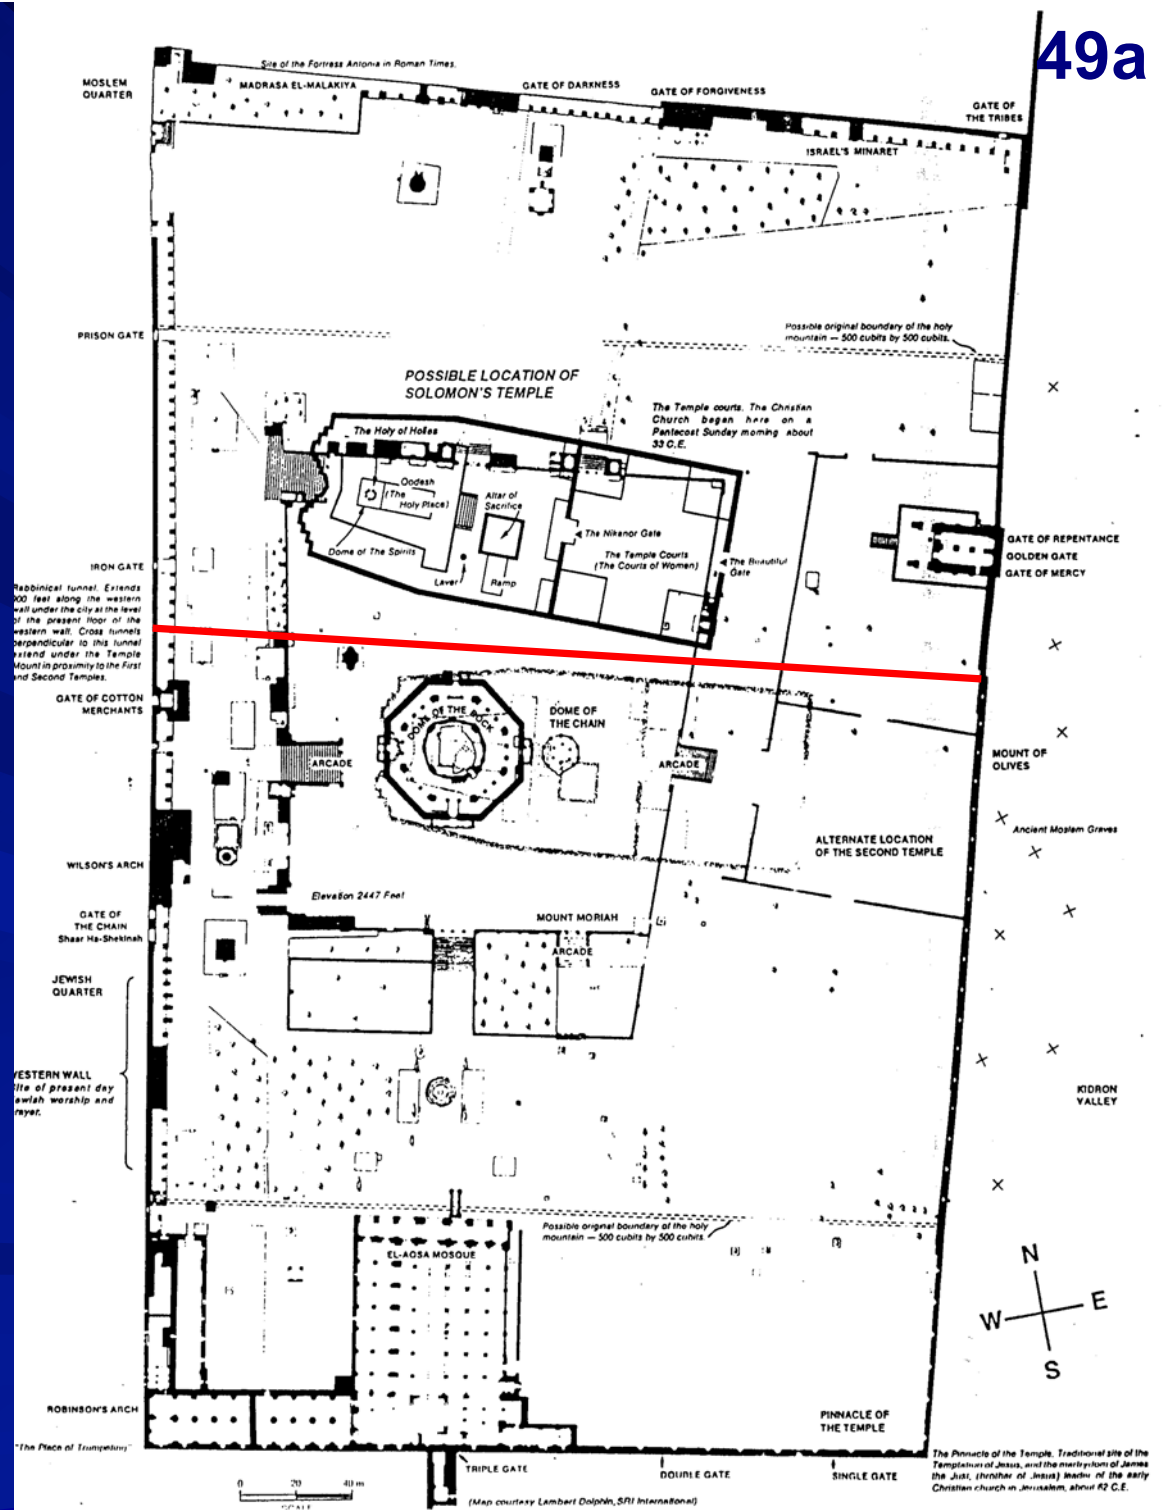 49a
Site of the Fortress Antonia in Roman Times.
MOSLEM
QUARTER
MADRASA EL-MALAKIYA
GATE OF DARKNESS
GATE OF FORGIVENESS
GATE OF
THE TRIBES
ISRAEL'S MINARET
PRISON GATE
Possible original boundary of the holy
mountain — 500 cubits by 500 cubits.
POSSIBLE LOCATION OF
SOLOMON'S TEMPLE
The Temple courts. The Christian
Church began here on a
Pentecost Sunday morning about
33 C.E.
The Holy of Holies
Oodesh
(The
Holy Place)
Altar of
Sacrifice
The Nikanor Gate
The Temple Courts
(The Courts of Women)
The Beautiful
Gate
Dome of The Spirits
Laver
Ramp
GATE OF REPENTANCE
GOLDEN GATE
GATE OF MERCY
IRON GATE
Rabbinical tunnel. Extends
900 feet along the western
wall under the city at the level
of the present floor of the
western wall. Cross tunnels
perpendicular to this tunnel
extend under the Temple
Mount in proximity to the First
and Second Temples.
GATE OF COTTON
MERCHANTS
DOME OF THE ROCK
DOME OF
THE CHAIN
ARCADE
ARCADE
MOUNT OF
OLIVES
Ancient Moslem Graves
ALTERNATE LOCATION
OF THE SECOND TEMPLE
WILSON'S ARCH
Elevation 2447 Feet
GATE OF
THE CHAIN
Shaar Ha-Shekinah
MOUNT MORIAH
ARCADE
JEWISH
QUARTER
WESTERN WALL
Site of present day
Jewish worship and
prayer.
KIDRON
VALLEY
Possible original boundary of the holy
mountain — 500 cubits by 500 cubits.
EL-AQSA MOSQUE
N
W
E
S
ROBINSON'S ARCH
"The Place of Trumpeting"
PINNACLE OF
THE TEMPLE
The Pinnacle of the Temple. Traditional site of the
Temptation of Jesus, and the martyrdom of James
the Just, (brother of Jesus) leader of the early
Christian church in Jerusalem, about 62 C.E.
TRIPLE GATE
DOUBLE GATE
SINGLE GATE
0 20 40 m
SCALE
(Map courtesy Lambert Dolphin, SRI International)